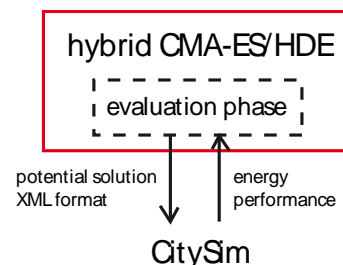 hybrid CMA-ES/HDE
evaluation phase
potential solution
XML format
energy
performance
CitySim